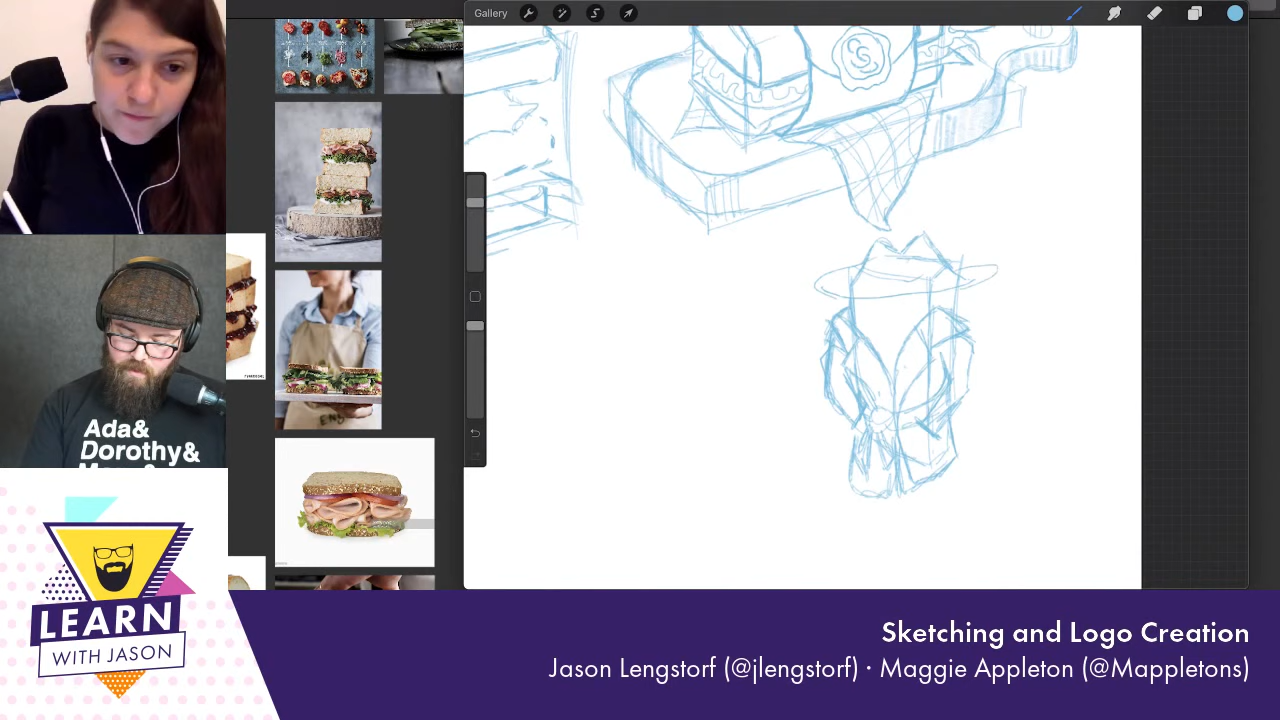 Gallery
Ada&
Dorothy&
LEARN
WITH JASON
Sketching and Logo Creation
Jason Lengstorf (@jlengstorf) · Maggie Appleton (@Mappletons)